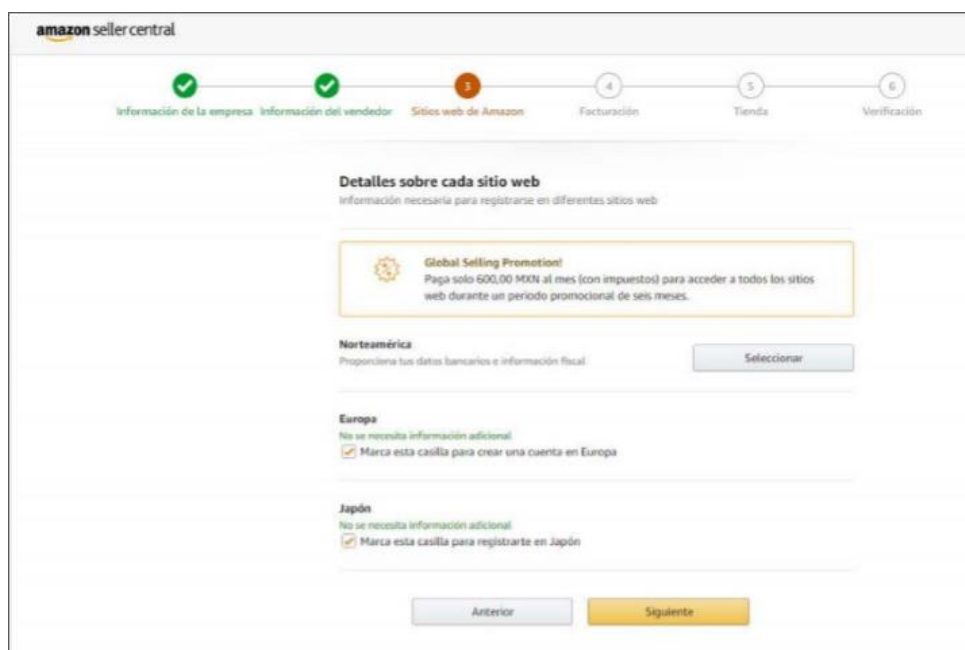 amazon seller central
3
4
5
6
Información de la empresa
Información del vendedor
Sitios web de Amazon
Facturación
Tienda
Verificación
Detalles sobre cada sitio web
Información necesaria para registrarse en diferentes sitios web
Global Selling Promotion!
Paga solo 600,00 MXN al mes (con impuestos) para acceder a todos los sitios
web durante un periodo promocional de seis meses.
Norteamérica
Proporciona tus datos bancarios e información fiscal
Seleccionar
Europa
No se necesita información adicional
Marca esta casilla para crear una cuenta en Europa
Japón
No se necesita información adicional
Marca esta casilla para registrarte en Japón
Anterior
Siguiente